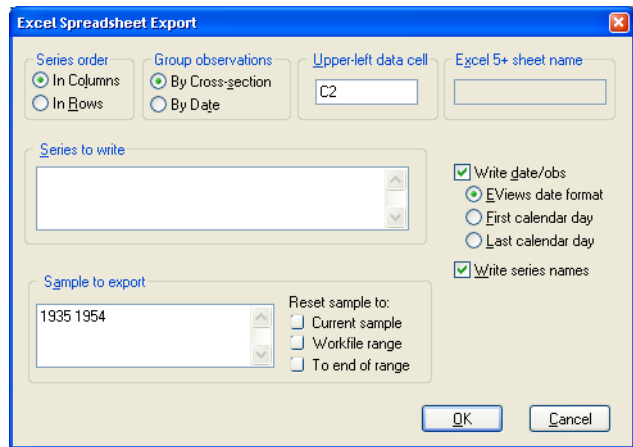 Excel Spreadsheet Export
Series order
In Columns
In Rows
Group observations
By Cross-section
By Date
Upper-left data cell
C2
Excel 5+ sheet name
Series to write
Write date/obs
EViews date format
First calendar day
Last calendar day
Write series names
Sample to export
1935 1954
Reset sample to:
Current sample
Workfile range
To end of range
OK
Cancel